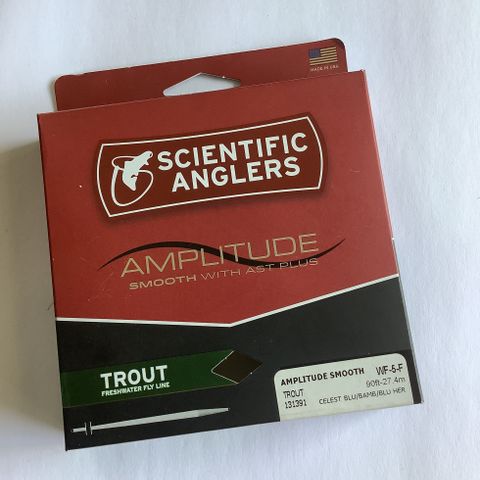 MADE IN USA
SCIENTIFIC
ANGLERS
AMPLITUDE
SMOOTH WITH AST PLUS
TROUT
FRESHWATER FLY LINE
AMPLITUDE SMOOTH WF-5-F
90ft-27.4m
TROUT
131391 CELEST BLU/BAMB/BLU HER